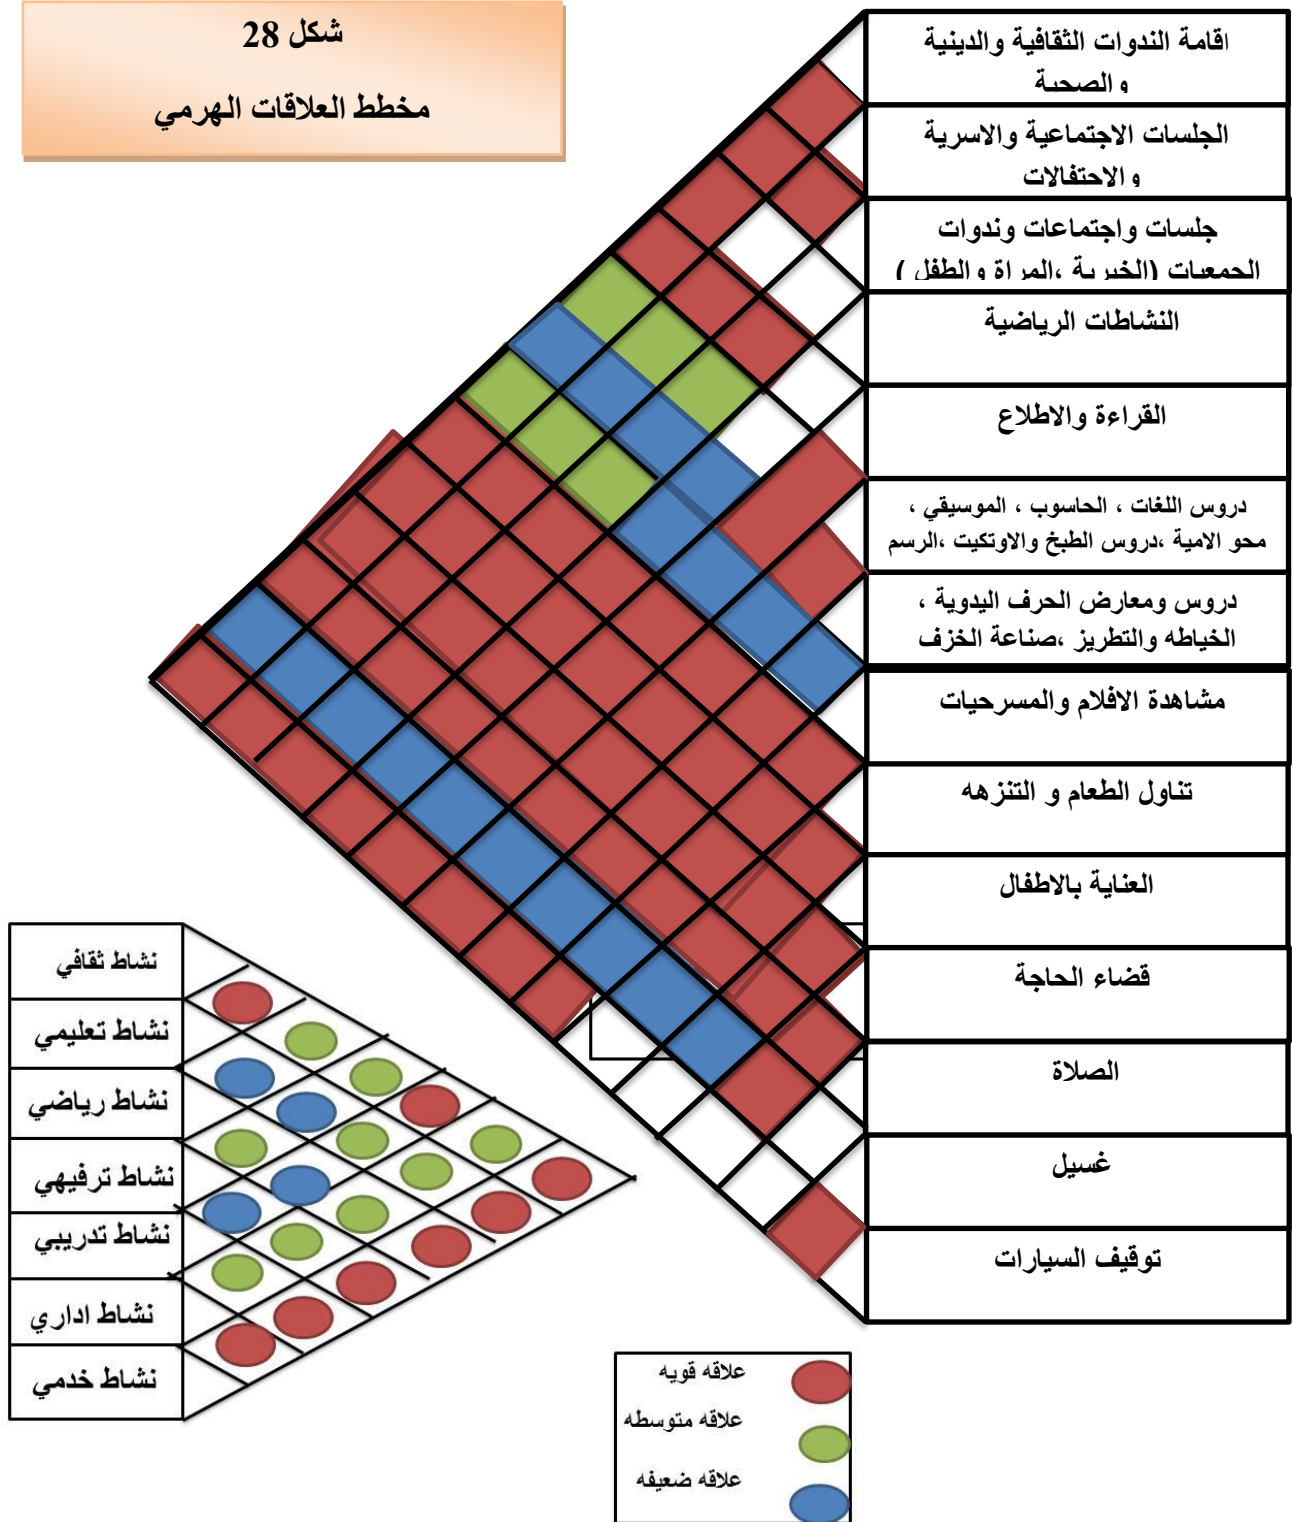 شكل 28
مخطط العلاقات الهرمي
اقامة الندوات الثقافية والدينية
والصحية
الجلسات الاجتماعية والاسرية
والاحتفالات
جلسات واجتماعات وندوات
الجمعيات (الخيرية ،المراة والطفل )
النشاطات الرياضية
القراءة والاطلاع
دروس اللغات ، الحاسوب ، الموسيقي ،
محو الامية ،دروس الطبخ والاوتكيت ،الرسم
دروس ومعارض الحرف اليدوية ،
الخياطه والتطريز ،صناعة الخزف
مشاهدة الافلام والمسرحيات
تناول الطعام و التنزهه
العناية بالاطفال
قضاء الحاجة
الصلاة
غسيل
توقيف السيارات
نشاط ثقافي
نشاط تعليمي
نشاط رياضي
نشاط ترفيهي
نشاط تدريبي
نشاط اداري
نشاط خدمي
علاقه قويه
علاقه متوسطه
علاقه ضعيفه